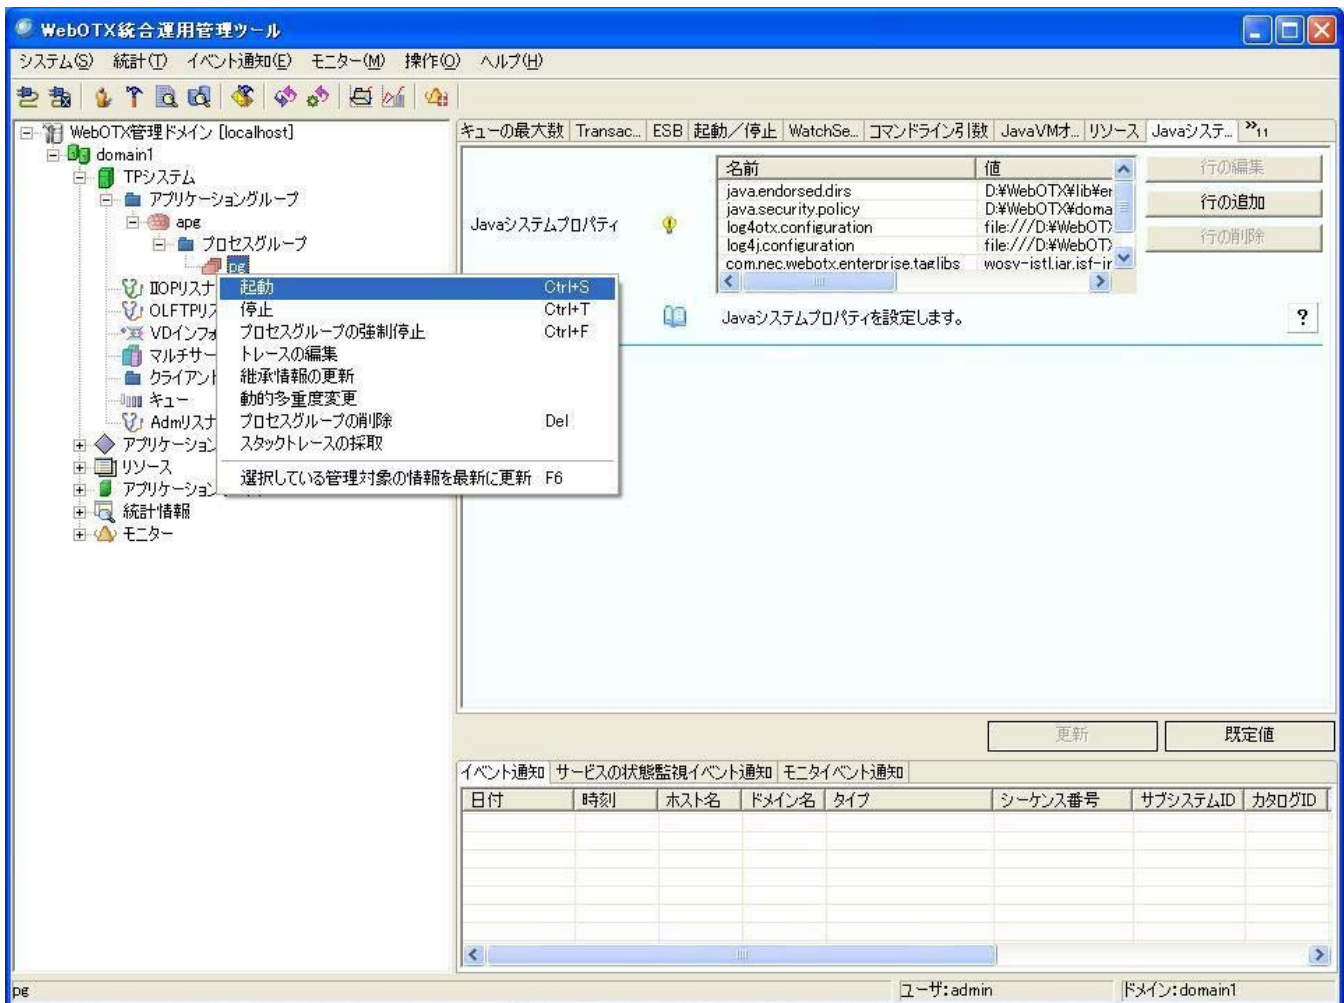 WebOTX統合運用管理ツール
システム(S) 統計(T) イベント通知(E) モニター(M) 操作(O) ヘルプ(H)
WebOTX管理ドメイン [localhost]
domain1
TPシステム
アプリケーショングループ
apg
プロセスグループ
pg
IIOPリスナ
OLFTPリス
VDインフォ
マルチサー
クライアント
キュー
Admリスナ
アプリケーション
リソース
アプリケーション
統計情報
モニター
起動 Ctrl+S
停止 Ctrl+T
プロセスグループの強制停止 Ctrl+F
トレースの編集
継承情報の更新
動的多重度変更
プロセスグループの削除 Del
スタックトレースの採取
選択している管理対象の情報を最新に更新 F6
キューの最大数 Transac... ESB 起動/停止 WatchSe... コマンドライン引数 JavaVMオ... リソース Javaシステ... »11
Javaシステムプロパティ
名前 値
java.endorsed.dirs D:¥WebOTX¥lib¥er
java.security.policy D:¥WebOTX¥doma
log4otx.configuration file:///D:¥WebOTX
log4j.configuration file:///D:¥WebOTX
com.nec.webotx.enterprise.taglibs wosv-istl.jar,jsf-ir
行の編集
行の追加
行の削除
Javaシステムプロパティを設定します。
?
更新 既定値
イベント通知 サービスの状態監視イベント通知 モニタイベント通知
日付 時刻 ホスト名 ドメイン名 タイプ シーケンス番号 サブシステムID カタログID
pg ユーザ:admin ドメイン:domain1